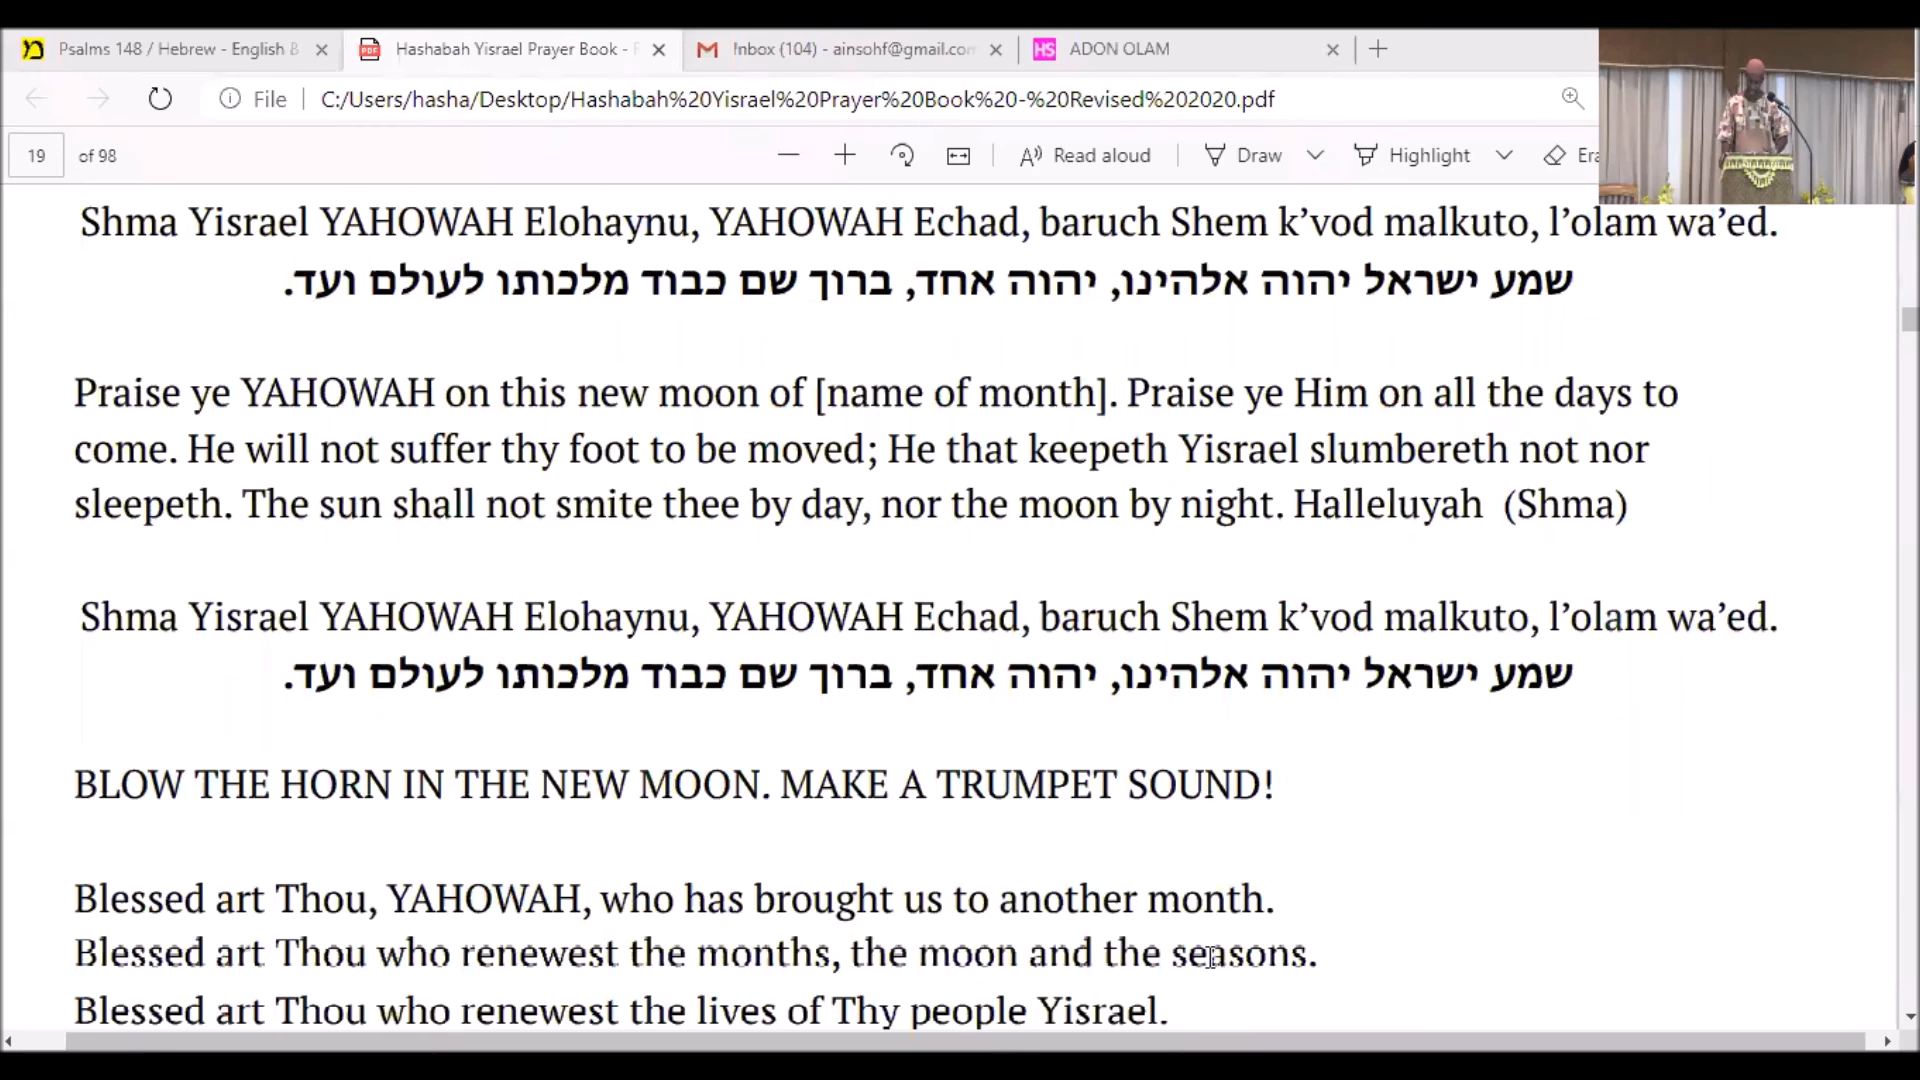 Psalms 148 / Hebrew - English B
Hashabah Yisrael Prayer Book -
Inbox (104) - ainsohf@gmail.com
HS ADON OLAM
File C:/Users/hasha/Desktop/Hashabah%20Yisrael%20Prayer%20Book%20-%20Revised%202020.pdf
19 of 98 Read aloud Draw Highlight Era
Shma Yisrael YAHOWAH Elohaynu, YAHOWAH Echad, baruch Shem k’vod malkuto, l’olam wa’ed.
שמע ישראל יהוה אלהינו, יהוה אחד, ברוך שם כבוד מלכותו לעולם ועד.
Praise ye YAHOWAH on this new moon of [name of month]. Praise ye Him on all the days to
come. He will not suffer thy foot to be moved; He that keepeth Yisrael slumbereth not nor
sleepeth. The sun shall not smite thee by day, nor the moon by night. Halleluyah (Shma)
Shma Yisrael YAHOWAH Elohaynu, YAHOWAH Echad, baruch Shem k’vod malkuto, l’olam wa’ed.
שמע ישראל יהוה אלהינו, יהוה אחד, ברוך שם כבוד מלכותו לעולם ועד.
BLOW THE HORN IN THE NEW MOON. MAKE A TRUMPET SOUND!
Blessed art Thou, YAHOWAH, who has brought us to another month.
Blessed art Thou who renewest the months, the moon and the seasons.
Blessed art Thou who renewest the lives of Thy people Yisrael.